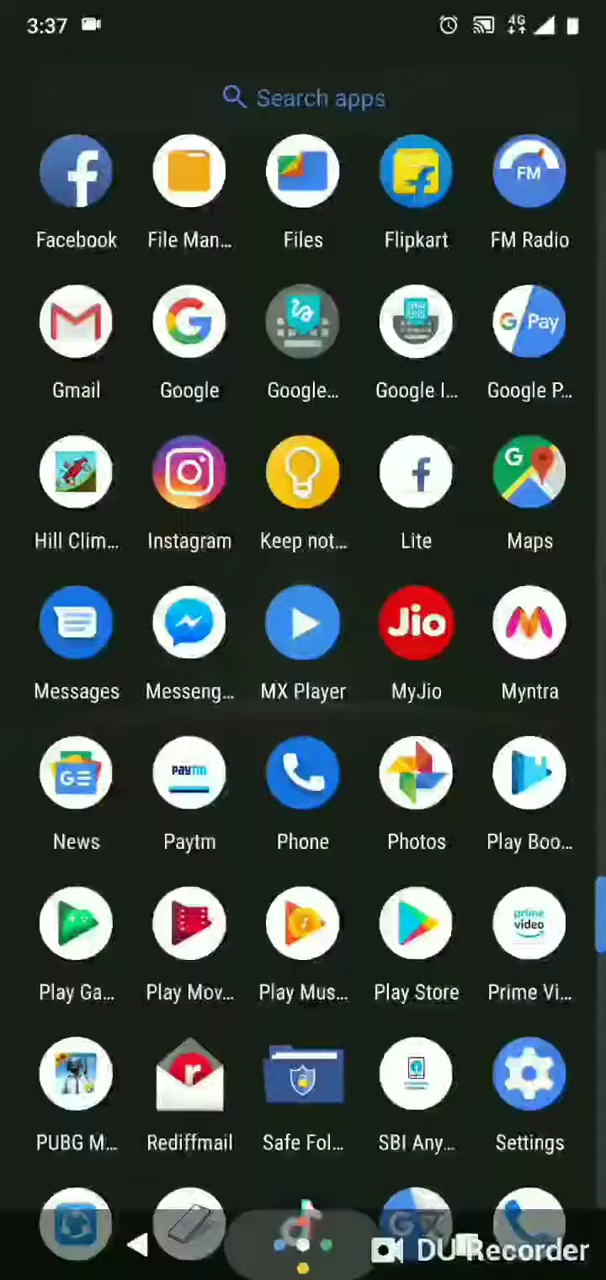 3:37
4G
Search apps
FM
Facebook File Man... Files Flipkart FM Radio
G Pay
Gmail Google Google... Google I... Google P...
G
Hill Clim... Instagram Keep not... Lite Maps
Jio
Messages Messeng... MX Player MyJio Myntra
GE Paytm
News Paytm Phone Photos Play Boo...
prime video
Play Ga... Play Mov... Play Mus... Play Store Prime Vi...
r
PUBG M... Rediffmail Safe Fol... SBI Any... Settings
DU Recorder